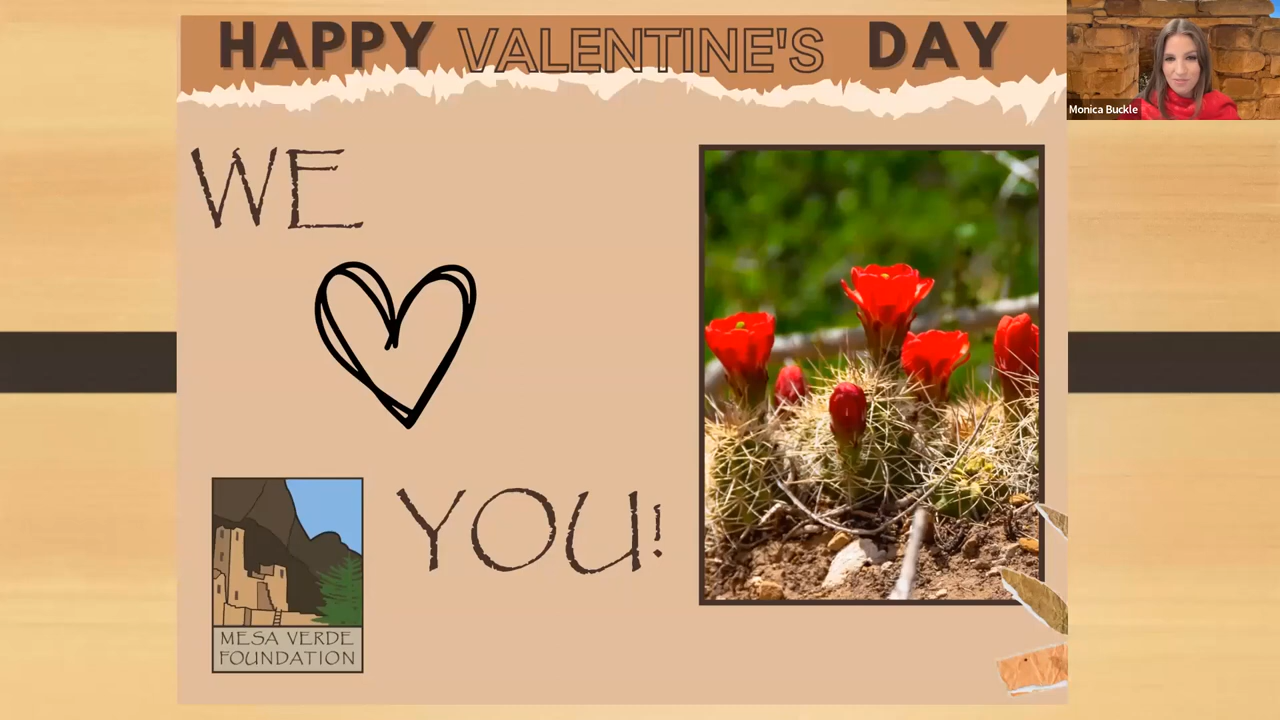 HAPPY VALENTINE'S DAY
Monica Buckle
WE
YOU!
MESA VERDE
FOUNDATION